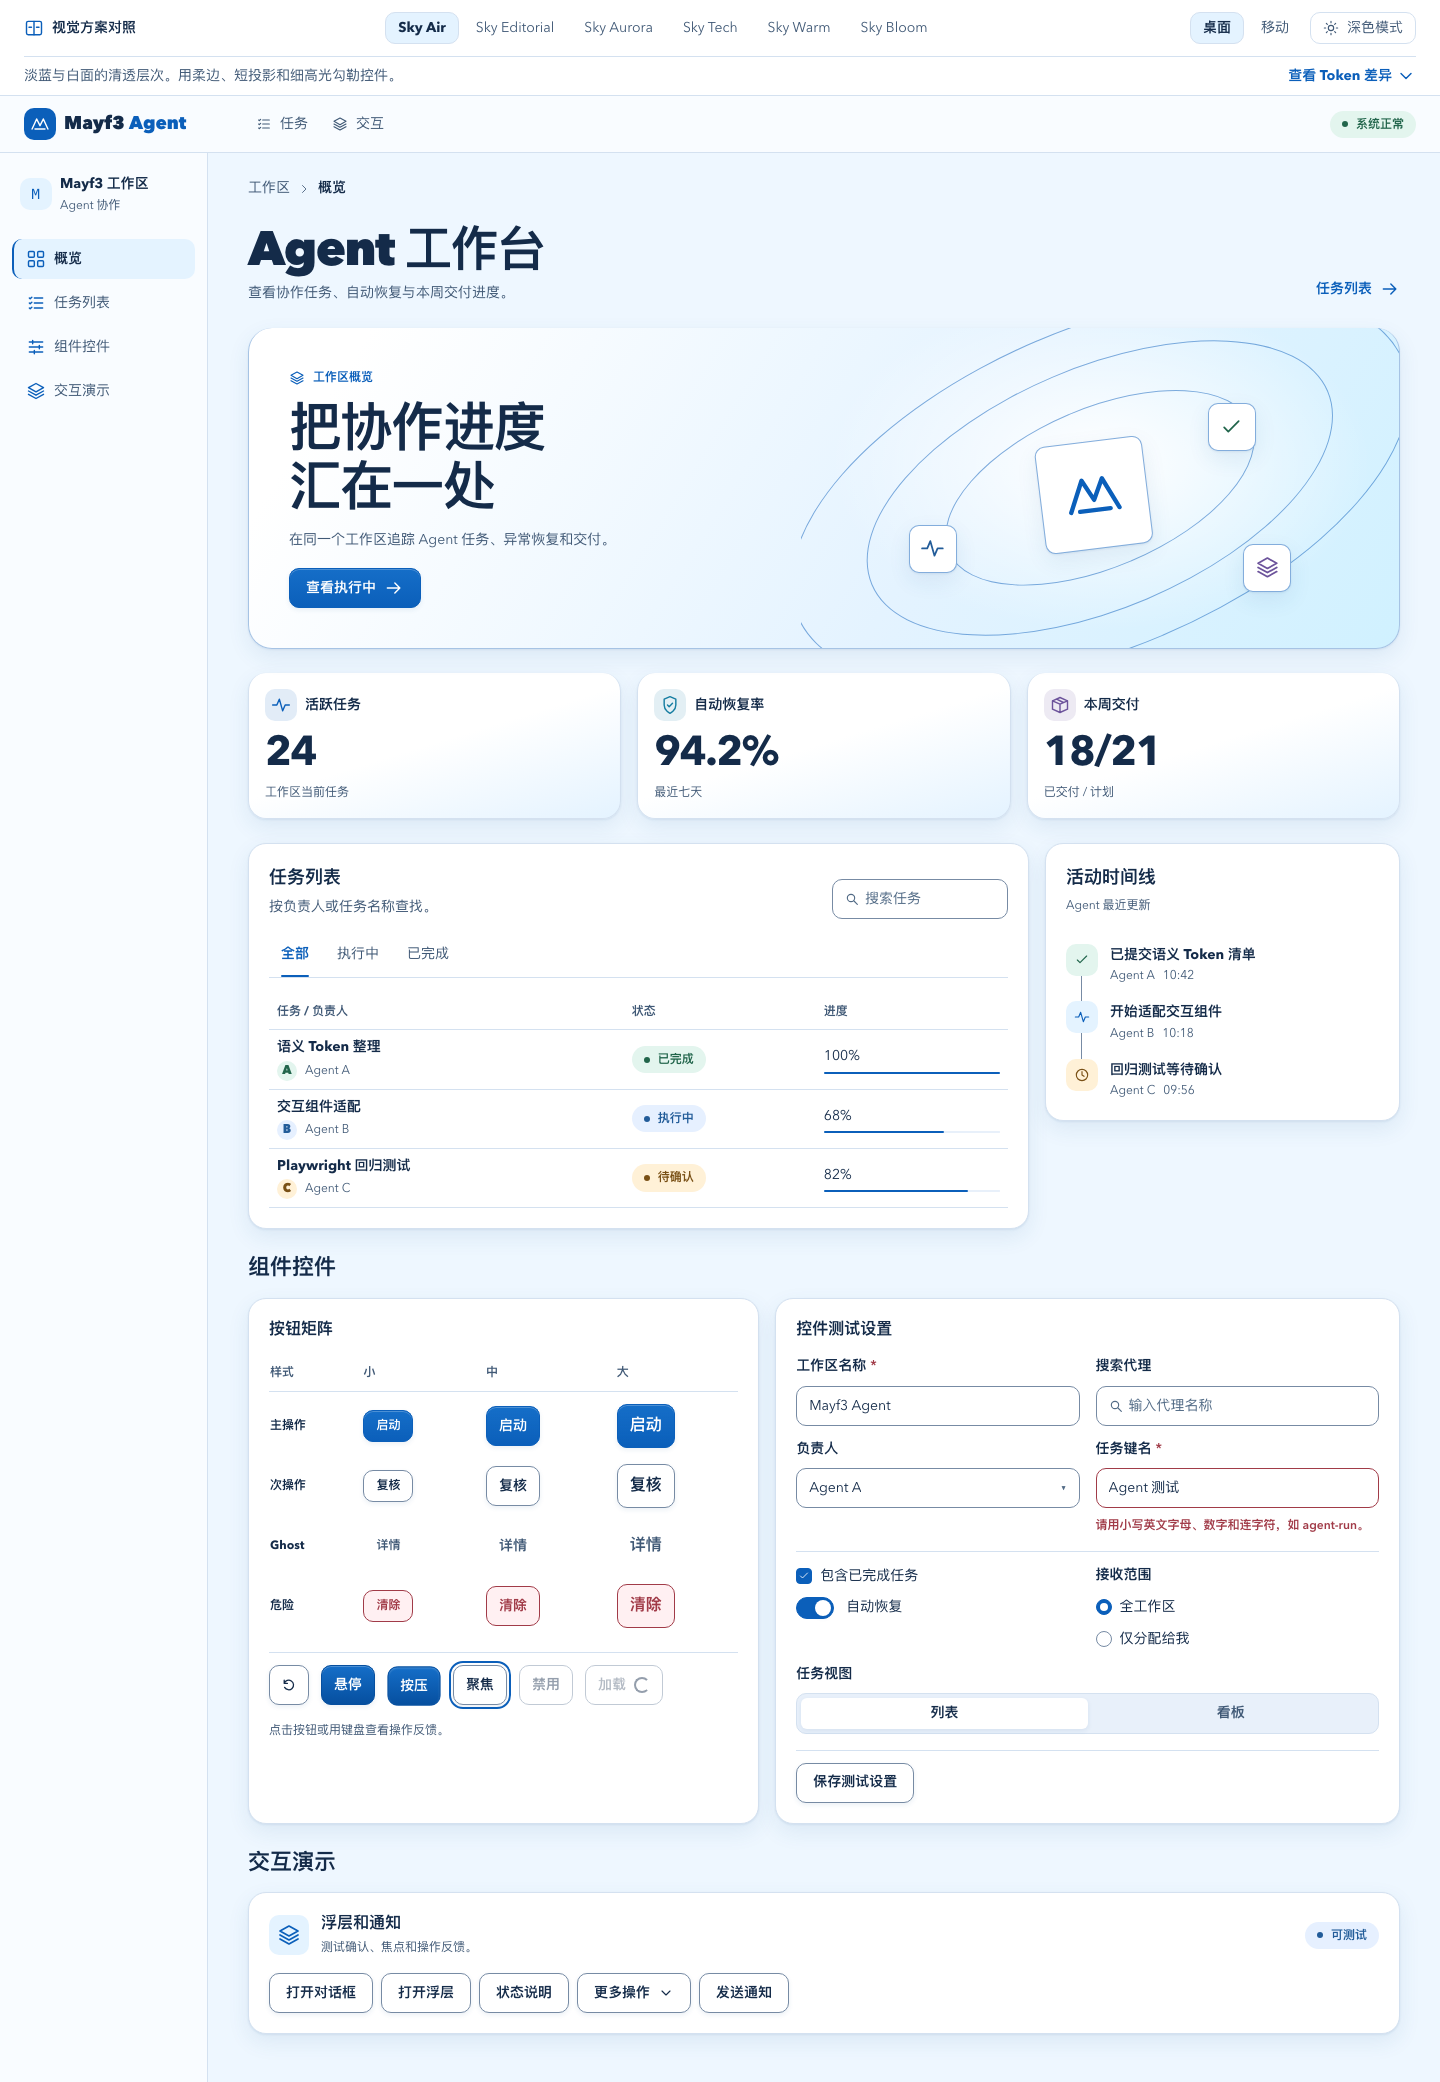 视觉方案对照
Sky Air
Sky Editorial
Sky Aurora
Sky Tech
Sky Warm
Sky Bloom
桌面
移动
深色模式
淡蓝与白面的清透层次。用柔边、短投影和细高光勾勒控件。
查看 Token 差异
Mayf3 Agent
任务
交互
系统正常
M
Mayf3 工作区
Agent 协作
概览
任务列表
组件控件
交互演示
工作区
概览
Agent 工作台
查看协作任务、自动恢复与本周交付进度。
任务列表
工作区概览
把协作进度
汇在一处
在同一个工作区追踪 Agent 任务、异常恢复和交付。
查看执行中
活跃任务
24
工作区当前任务
自动恢复率
94.2%
最近七天
本周交付
18/21
已交付 / 计划
任务列表
按负责人或任务名称查找。
搜索任务
全部
执行中
已完成
任务 / 负责人
状态
进度
语义 Token 整理
A
Agent A
已完成
100%
交互组件适配
B
Agent B
执行中
68%
Playwright 回归测试
C
Agent C
待确认
82%
活动时间线
Agent 最近更新
已提交语义 Token 清单
Agent A 10:42
开始适配交互组件
Agent B 10:18
回归测试等待确认
Agent C 09:56
组件控件
按钮矩阵
样式
小
中
大
主操作
启动
启动
启动
次操作
复核
复核
复核
Ghost
详情
详情
详情
危险
清除
清除
清除
悬停
按压
聚焦
禁用
加载
点击按钮或用键盘查看操作反馈。
控件测试设置
工作区名称 *
Mayf3 Agent
搜索代理
输入代理名称
负责人
Agent A
任务键名 *
Agent 测试
请用小写英文字母、数字和连字符，如 agent-run。
包含已完成任务
自动恢复
接收范围
全工作区
仅分配给我
任务视图
列表
看板
保存测试设置
交互演示
浮层和通知
测试确认、焦点和操作反馈。
可测试
打开对话框
打开浮层
状态说明
更多操作
发送通知